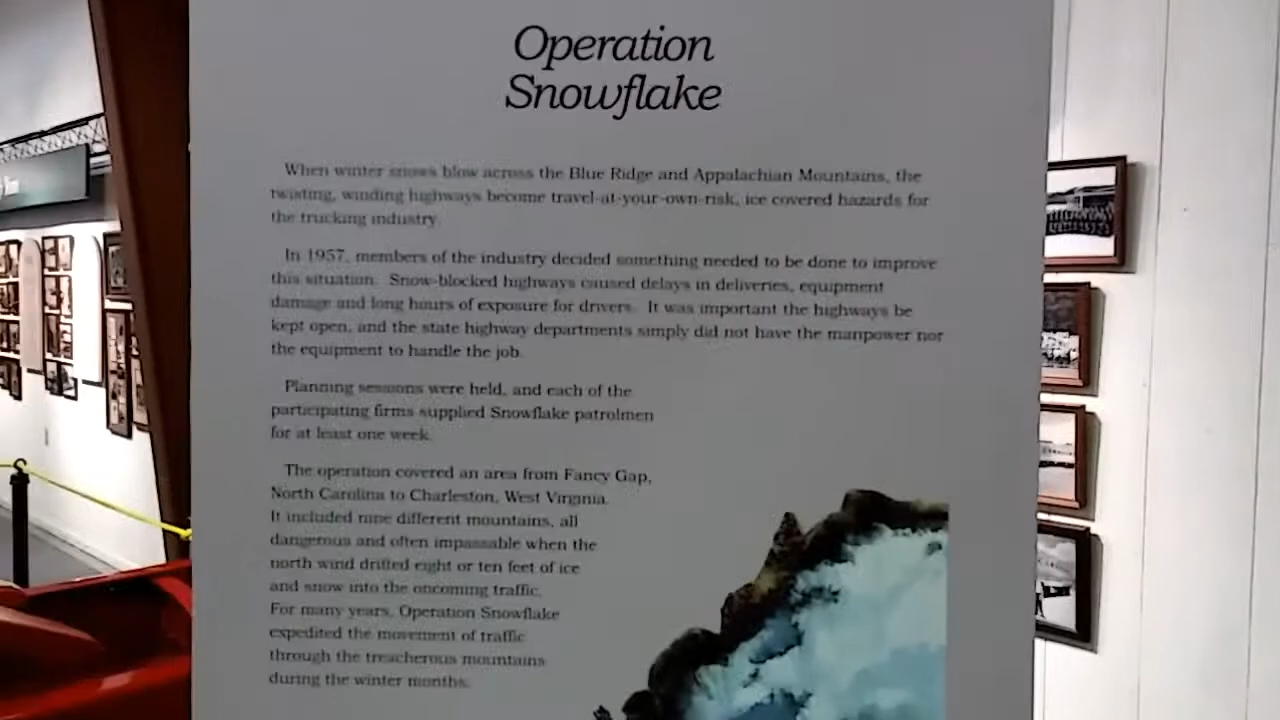 Operation
Snowflake
When winter snows blow across the Blue Ridge and Appalachian Mountains, the
twisting, winding highways become travel-at-your-own-risk, ice covered hazards for
the trucking industry.
In 1957, members of the industry decided something needed to be done to improve
this situation. Snow-blocked highways caused delays in deliveries, equipment
damage and long hours of exposure for drivers. It was important the highways be
kept open, and the state highway departments simply did not have the manpower nor
the equipment to handle the job.
Planning sessions were held, and each of the
participating firms supplied Snowflake patrolmen
for at least one week.
The operation covered an area from Fancy Gap,
North Carolina to Charleston, West Virginia.
It included nine different mountains, all
dangerous and often impassable when the
north wind drifted eight or ten feet of ice
and snow into the oncoming traffic.
For many years, Operation Snowflake
expedited the movement of traffic
through the treacherous mountains
during the winter months.